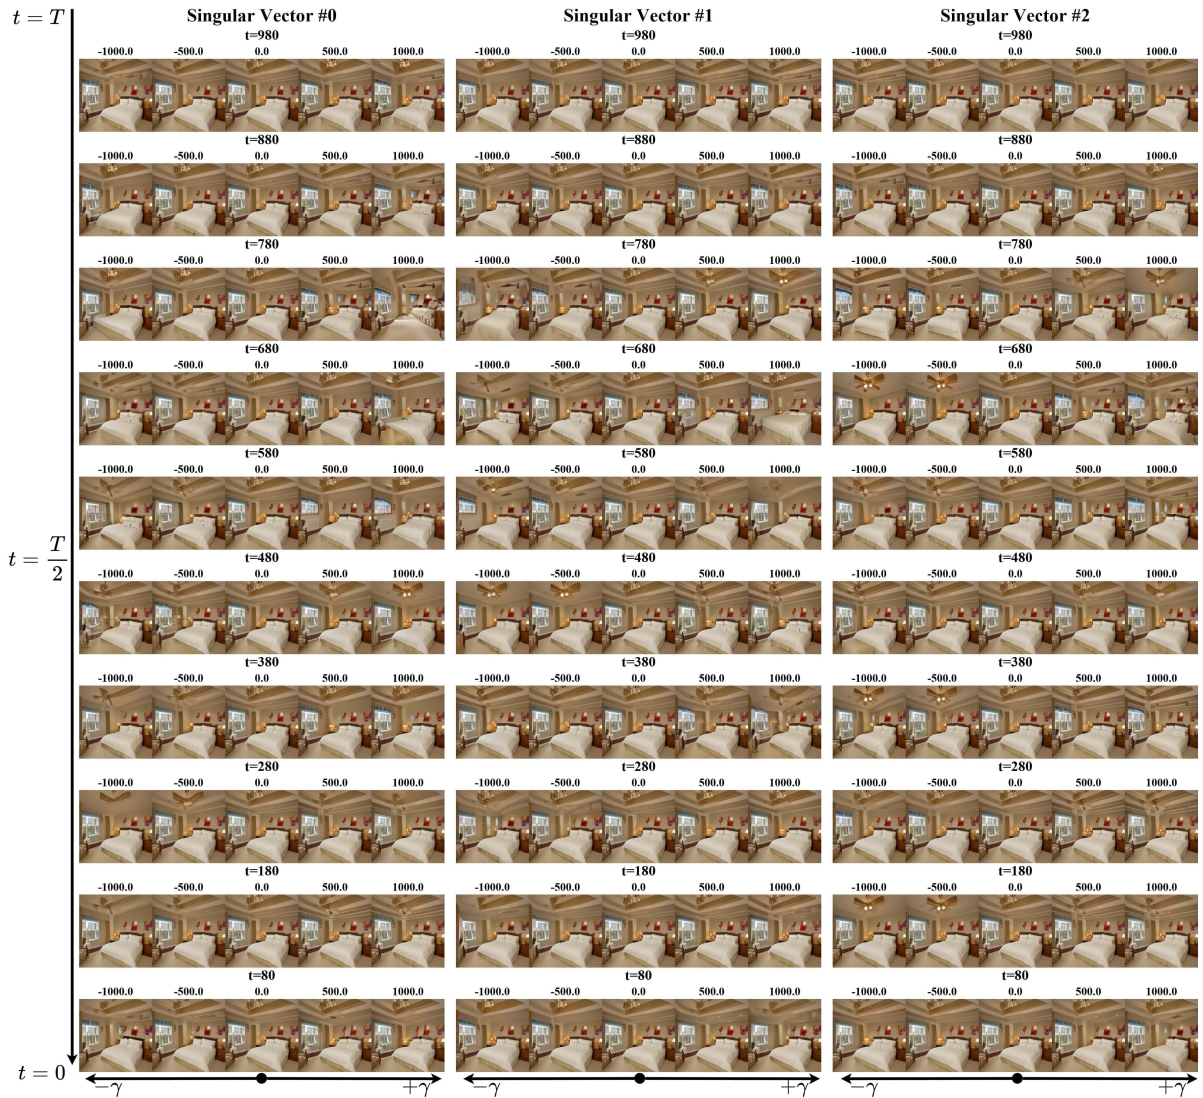 t = T
Singular Vector #0 Singular Vector #1 Singular Vector #2
t=980 t=980 t=980
-1000.0 -500.0 0.0 500.0 1000.0 -1000.0 -500.0 0.0 500.0 1000.0 -1000.0 -500.0 0.0 500.0 1000.0
t=880 t=880 t=880
-1000.0 -500.0 0.0 500.0 1000.0 -1000.0 -500.0 0.0 500.0 1000.0 -1000.0 -500.0 0.0 500.0 1000.0
t=780 t=780 t=780
-1000.0 -500.0 0.0 500.0 1000.0 -1000.0 -500.0 0.0 500.0 1000.0 -1000.0 -500.0 0.0 500.0 1000.0
t=680 t=680 t=680
-1000.0 -500.0 0.0 500.0 1000.0 -1000.0 -500.0 0.0 500.0 1000.0 -1000.0 -500.0 0.0 500.0 1000.0
t=580 t=580 t=580
-1000.0 -500.0 0.0 500.0 1000.0 -1000.0 -500.0 0.0 500.0 1000.0 -1000.0 -500.0 0.0 500.0 1000.0
t = T/2
t=480 t=480 t=480
-1000.0 -500.0 0.0 500.0 1000.0 -1000.0 -500.0 0.0 500.0 1000.0 -1000.0 -500.0 0.0 500.0 1000.0
t=380 t=380 t=380
-1000.0 -500.0 0.0 500.0 1000.0 -1000.0 -500.0 0.0 500.0 1000.0 -1000.0 -500.0 0.0 500.0 1000.0
t=280 t=280 t=280
-1000.0 -500.0 0.0 500.0 1000.0 -1000.0 -500.0 0.0 500.0 1000.0 -1000.0 -500.0 0.0 500.0 1000.0
t=180 t=180 t=180
-1000.0 -500.0 0.0 500.0 1000.0 -1000.0 -500.0 0.0 500.0 1000.0 -1000.0 -500.0 0.0 500.0 1000.0
t=80 t=80 t=80
-1000.0 -500.0 0.0 500.0 1000.0 -1000.0 -500.0 0.0 500.0 1000.0 -1000.0 -500.0 0.0 500.0 1000.0
t = 0
−γ +γ −γ +γ −γ +γ